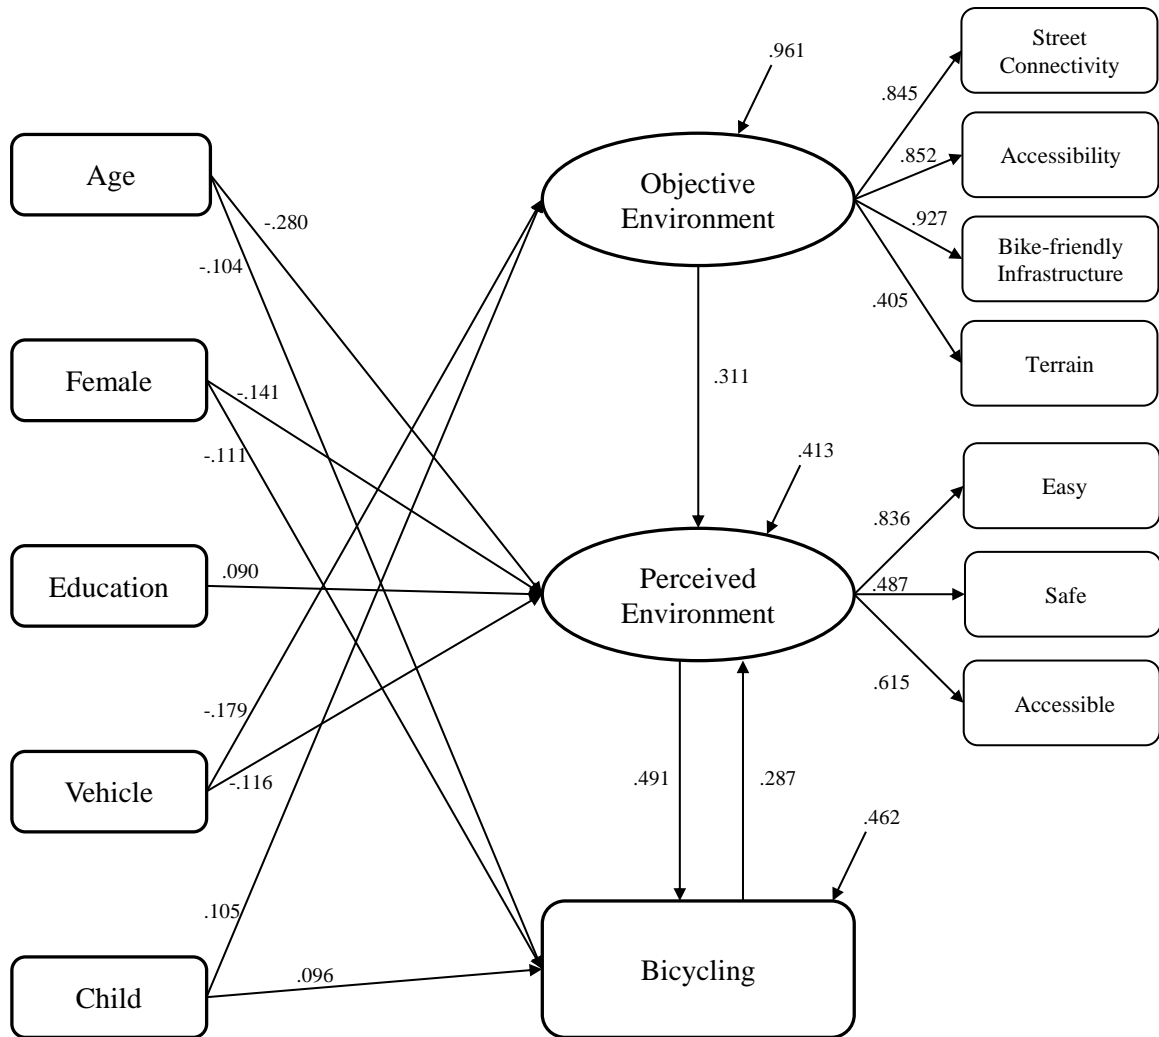 .961
Street
Connectivity
.845
Age
Objective
Environment
.852
Accessibility
-.280
.927
Bike-friendly
Infrastructure
-.104
.405
Female
-.141
.311
Terrain
-.111
.413
Easy
.836
Education
.090
Perceived
Environment
.487
Safe
.615
Accessible
-.179
Vehicle
-.116
.491
.287
.462
.105
Child
.096
Bicycling